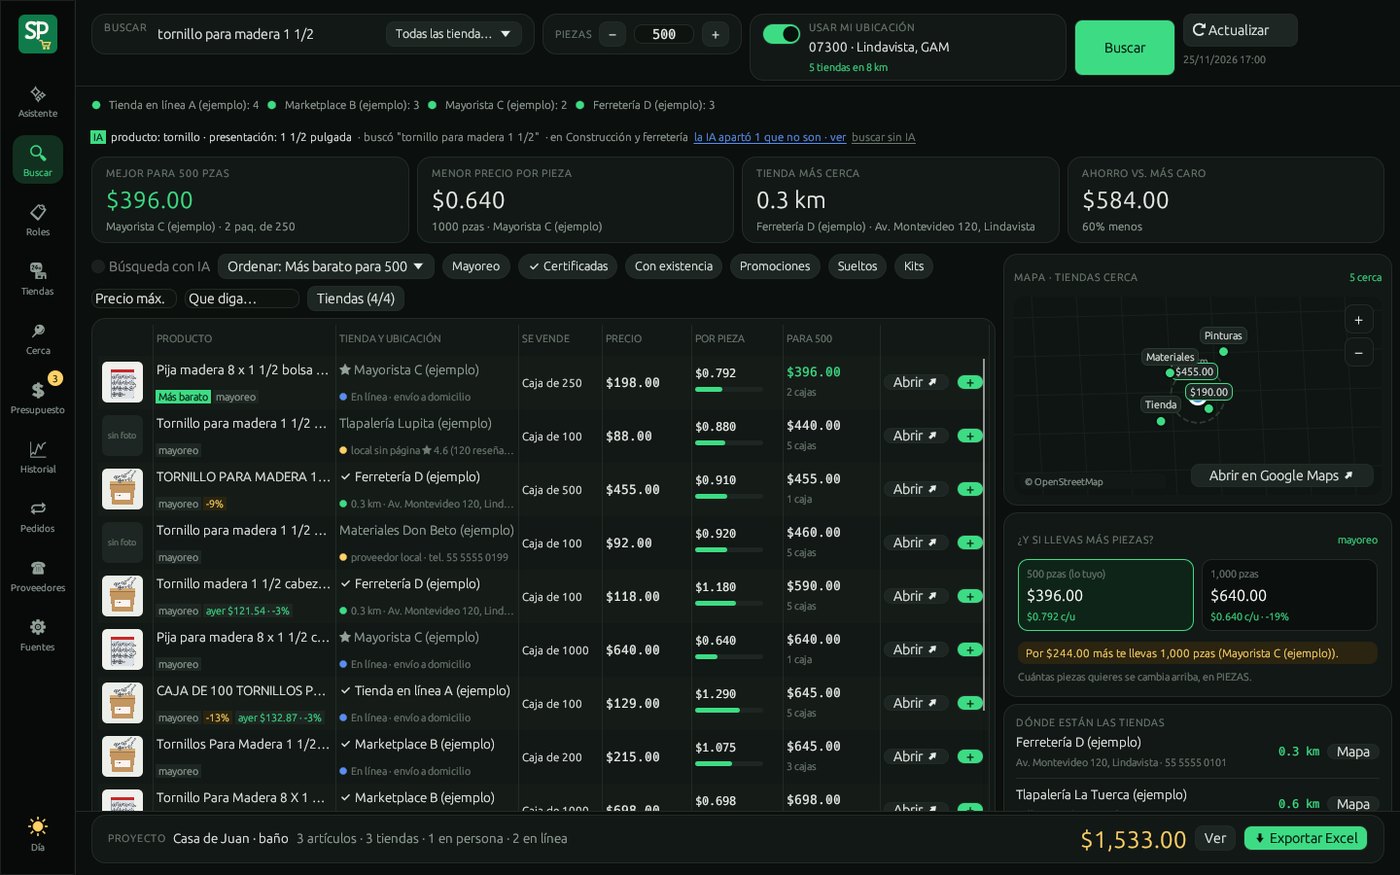 SP
Asistente
Buscar
Roles
Tiendas
Cerca
3
Presupuesto
Historial
Pedidos
Proveedores
Fuentes
Día
BUSCAR
tornillo para madera 1 1/2
Todas las tienda...
PIEZAS
−
500
+
USAR MI UBICACIÓN
07300 · Lindavista, GAM
5 tiendas en 8 km
Buscar
Actualizar
25/11/2026 17:00
Tienda en línea A (ejemplo): 4
Marketplace B (ejemplo): 3
Mayorista C (ejemplo): 2
Ferretería D (ejemplo): 3
IA producto: tornillo · presentación: 1 1/2 pulgada · buscó "tornillo para madera 1 1/2" · en Construcción y ferretería la IA apartó 1 que no son · ver buscar sin IA
MEJOR PARA 500 PZAS
$396.00
Mayorista C (ejemplo) · 2 paq. de 250
MENOR PRECIO POR PIEZA
$0.640
1000 pzas · Mayorista C (ejemplo)
TIENDA MÁS CERCA
0.3 km
Ferretería D (ejemplo) · Av. Montevideo 120, Lindavista
AHORRO VS. MÁS CARO
$584.00
60% menos
Búsqueda con IA
Ordenar: Más barato para 500
Mayoreo
✓ Certificadas
Con existencia
Promociones
Sueltos
Kits
Precio máx.
Que diga...
Tiendas (4/4)
PRODUCTO TIENDA Y UBICACIÓN SE VENDE PRECIO POR PIEZA PARA 500
Pija madera 8 x 1 1/2 bolsa ... ★ Mayorista C (ejemplo) Caja de 250 $198.00 $0.792 $396.00 Abrir +
Más barato mayoreo En línea · envío a domicilio 2 cajas
sin foto Tornillo para madera 1 1/2 ... Tlapalería Lupita (ejemplo) Caja de 100 $88.00 $0.880 $440.00 Abrir +
mayoreo local sin página ★ 4.6 (120 reseña... 5 cajas
TORNILLO PARA MADERA 1... ✓ Ferretería D (ejemplo) Caja de 500 $455.00 $0.910 $455.00 Abrir +
mayoreo -9% 0.3 km · Av. Montevideo 120, Lind... 1 caja
sin foto Tornillo para madera 1 1/2 ... Materiales Don Beto (ejemplo) Caja de 100 $92.00 $0.920 $460.00 Abrir +
mayoreo proveedor local · tel. 55 5555 0199 5 cajas
Tornillo madera 1 1/2 cabez... ✓ Ferretería D (ejemplo) Caja de 100 $118.00 $1.180 $590.00 Abrir +
mayoreo ayer $121.54 · -3% 0.3 km · Av. Montevideo 120, Lind... 5 cajas
Pija para madera 8 x 1 1/2 c... ★ Mayorista C (ejemplo) Caja de 1000 $640.00 $0.640 $640.00 Abrir +
mayoreo En línea · envío a domicilio 1 caja
CAJA DE 100 TORNILLOS P... ✓ Tienda en línea A (ejemplo) Caja de 100 $129.00 $1.290 $645.00 Abrir +
mayoreo -13% ayer $132.87 · -3% En línea · envío a domicilio 5 cajas
Tornillos Para Madera 1 1/2... ✓ Marketplace B (ejemplo) Caja de 200 $215.00 $1.075 $645.00 Abrir +
mayoreo En línea · envío a domicilio 3 cajas
Tornillo Para Madera 8 X 1 ... ✓ Marketplace B (ejemplo) Caja de 1000 $698.00 $0.698 $698.00 Abrir +
MAPA · TIENDAS CERCA
5 cerca
+
−
Pinturas
Materiales
$455.00
$190.00
Tienda
© OpenStreetMap
Abrir en Google Maps
¿Y SI LLEVAS MÁS PIEZAS?
mayoreo
500 pzas (lo tuyo)
$396.00
$0.792 c/u
1,000 pzas
$640.00
$0.640 c/u · -19%
Por $244.00 más te llevas 1,000 pzas (Mayorista C (ejemplo)).
Cuántas piezas quieres se cambia arriba, en PIEZAS.
DÓNDE ESTÁN LAS TIENDAS
Ferretería D (ejemplo)
Av. Montevideo 120, Lindavista · 55 5555 0101
0.3 km Mapa
Tlapalería La Tuerca (ejemplo)
0.6 km Mapa
PROYECTO Casa de Juan · baño 3 artículos · 3 tiendas · 1 en persona · 2 en línea
$1,533.00
Ver
Exportar Excel